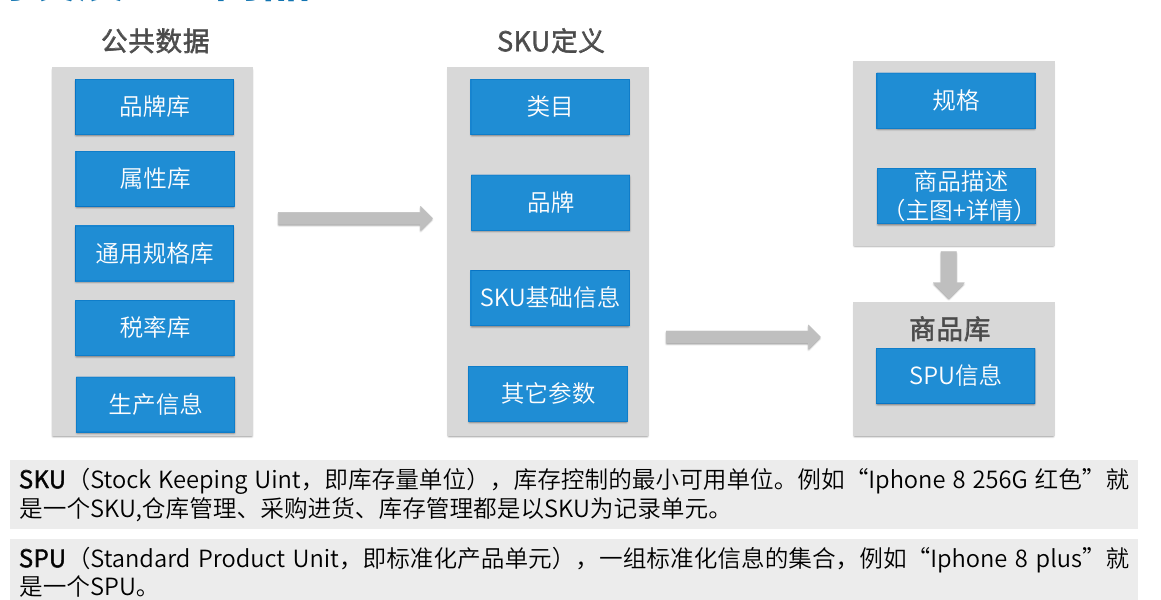 公共数据
品牌库
属性库
通用规格库
税率库
生产信息
SKU定义
类目
品牌
SKU基础信息
其它参数
规格
商品描述
（主图+详情）
商品库
SPU信息
SKU（Stock Keeping Uint，即库存量单位），库存控制的最小可用单位。例如“Iphone 8 256G 红色”就
是一个SKU,仓库管理、采购进货、库存管理都是以SKU为记录单元。
SPU（Standard Product Unit，即标准化产品单元），一组标准化信息的集合，例如“Iphone 8 plus”就
是一个SPU。